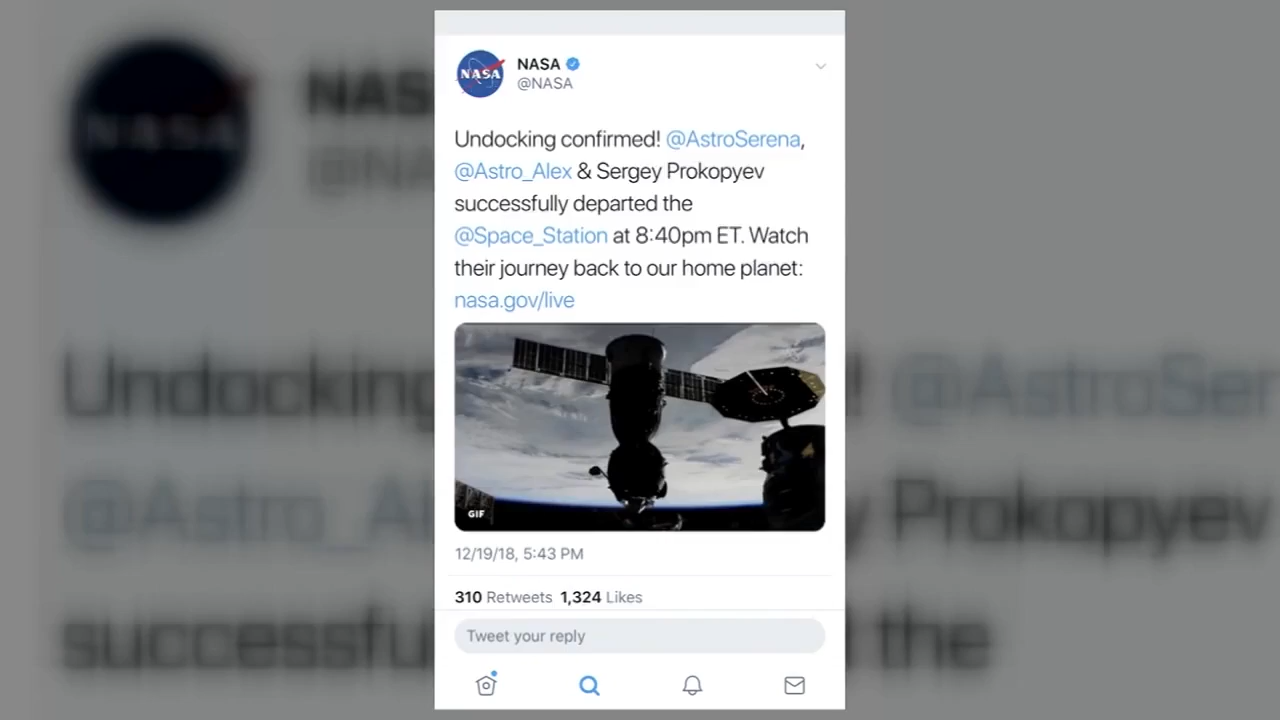 NASA
NASA
@NASA
Undocking confirmed! @AstroSerena,
@Astro_Alex & Sergey Prokopyev
successfully departed the
@Space_Station at 8:40pm ET. Watch
their journey back to our home planet:
nasa.gov/live
GIF
12/19/18, 5:43 PM
310 Retweets 1,324 Likes
Tweet your reply